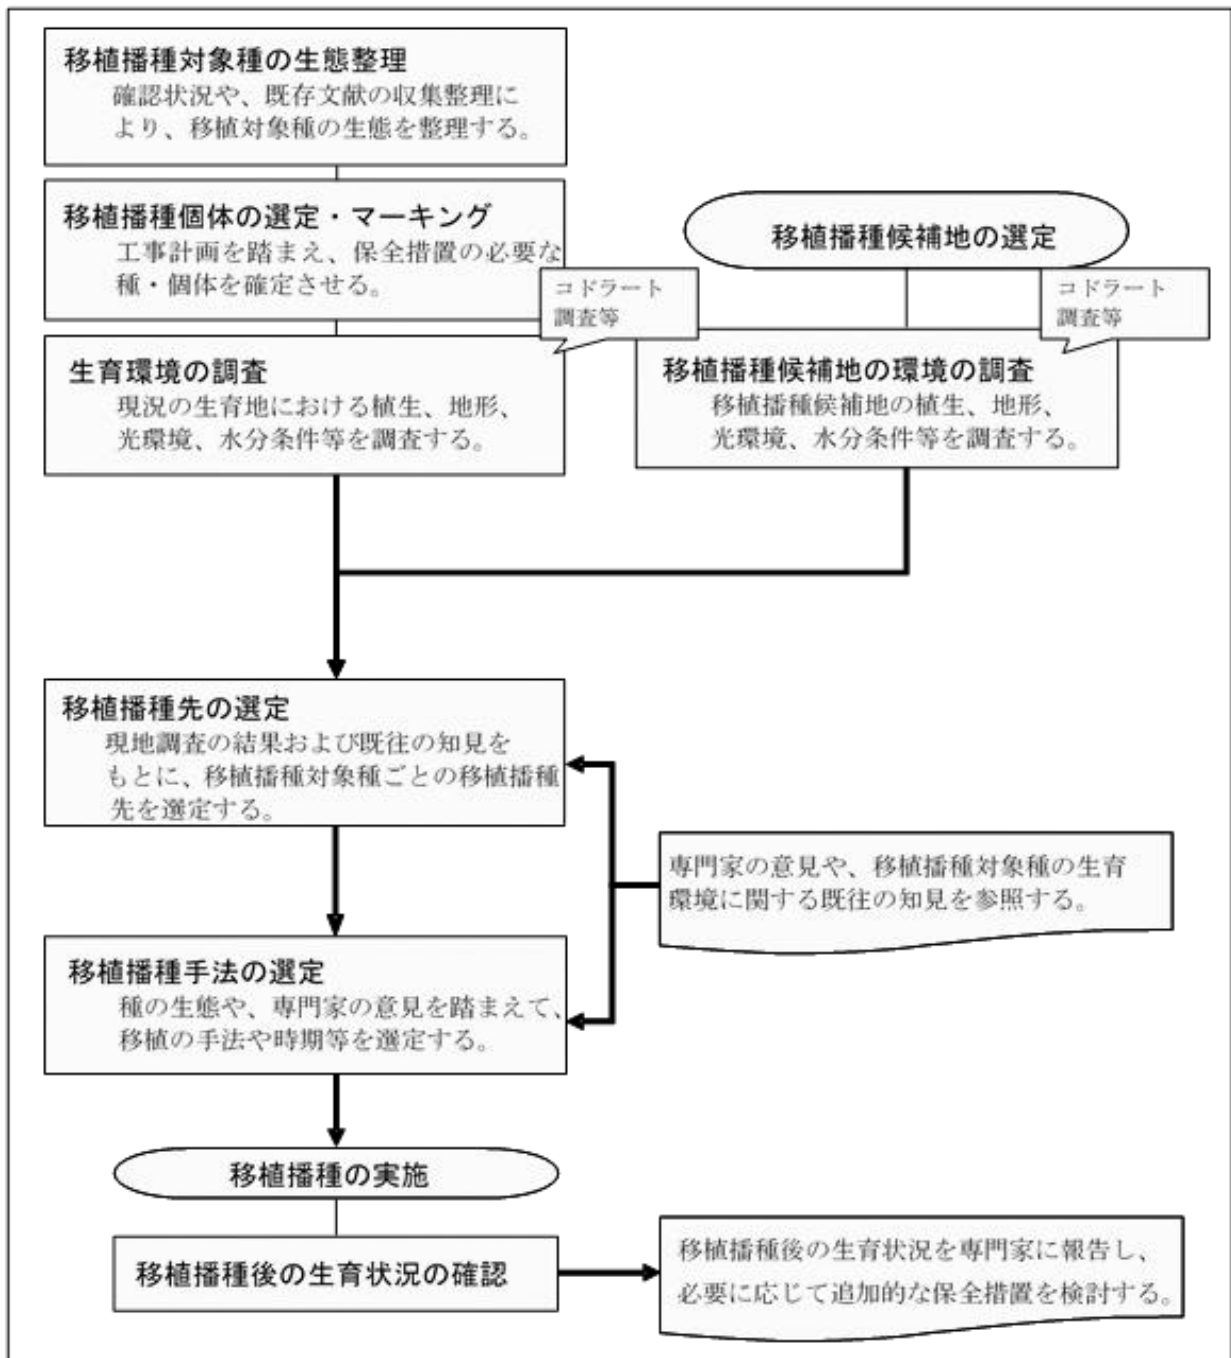 移植播種対象種の生態整理
確認状況や、既存文献の収集整理に
より、移植対象種の生態を整理する。
移植播種個体の選定・マーキング
工事計画を踏まえ、保全措置の必要な
種・個体を確定させる。
コドラート
調査等
生育環境の調査
現況の生育地における植生、地形、
光環境、水分条件等を調査する。
移植播種候補地の選定
コドラート
調査等
移植播種候補地の環境の調査
移植播種候補地の植生、地形、
光環境、水分条件等を調査する。
移植播種先の選定
現地調査の結果および既往の知見を
もとに、移植播種対象種ごとの移植播種
先を選定する。
専門家の意見や、移植播種対象種の生育
環境に関する既往の知見を参照する。
移植播種手法の選定
種の生態や、専門家の意見を踏まえて、
移植の手法や時期等を選定する。
移植播種の実施
移植播種後の生育状況の確認
移植播種後の生育状況を専門家に報告し、
必要に応じて追加的な保全措置を検討する。